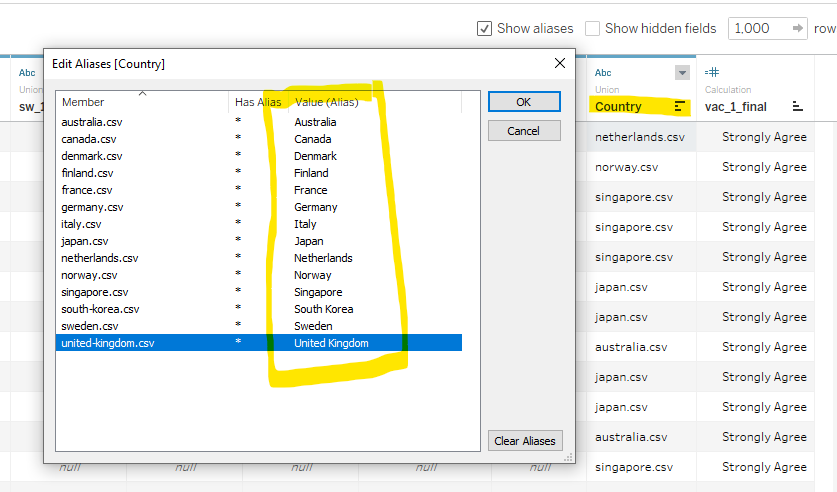 Show aliases Show hidden fields 1,000 row
Edit Aliases [Country]
Abc
Union
sw_1
Member Has Alias Value (Alias)
australia.csv * Australia
canada.csv * Canada
denmark.csv * Denmark
finland.csv * Finland
france.csv * France
germany.csv * Germany
italy.csv * Italy
japan.csv * Japan
netherlands.csv * Netherlands
norway.csv * Norway
singapore.csv * Singapore
south-korea.csv * South Korea
sweden.csv * Sweden
united-kingdom.csv * United Kingdom
OK
Cancel
Clear Aliases
Abc
Union
Country
Calculation
vac_1_final
netherlands.csv Strongly Agree
norway.csv Strongly Agree
singapore.csv Strongly Agree
singapore.csv Strongly Agree
singapore.csv Strongly Agree
japan.csv Strongly Agree
japan.csv Strongly Agree
australia.csv Strongly Agree
japan.csv Strongly Agree
japan.csv Strongly Agree
australia.csv Strongly Agree
null null null null singapore.csv Strongly Agree